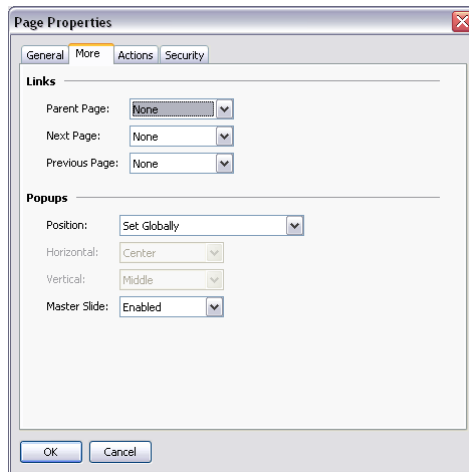 Page Properties
General More Actions Security
Links
Parent Page: None
Next Page: None
Previous Page: None
Popups
Position: Set Globally
Horizontal: Center
Vertical: Middle
Master Slide: Enabled
OK Cancel